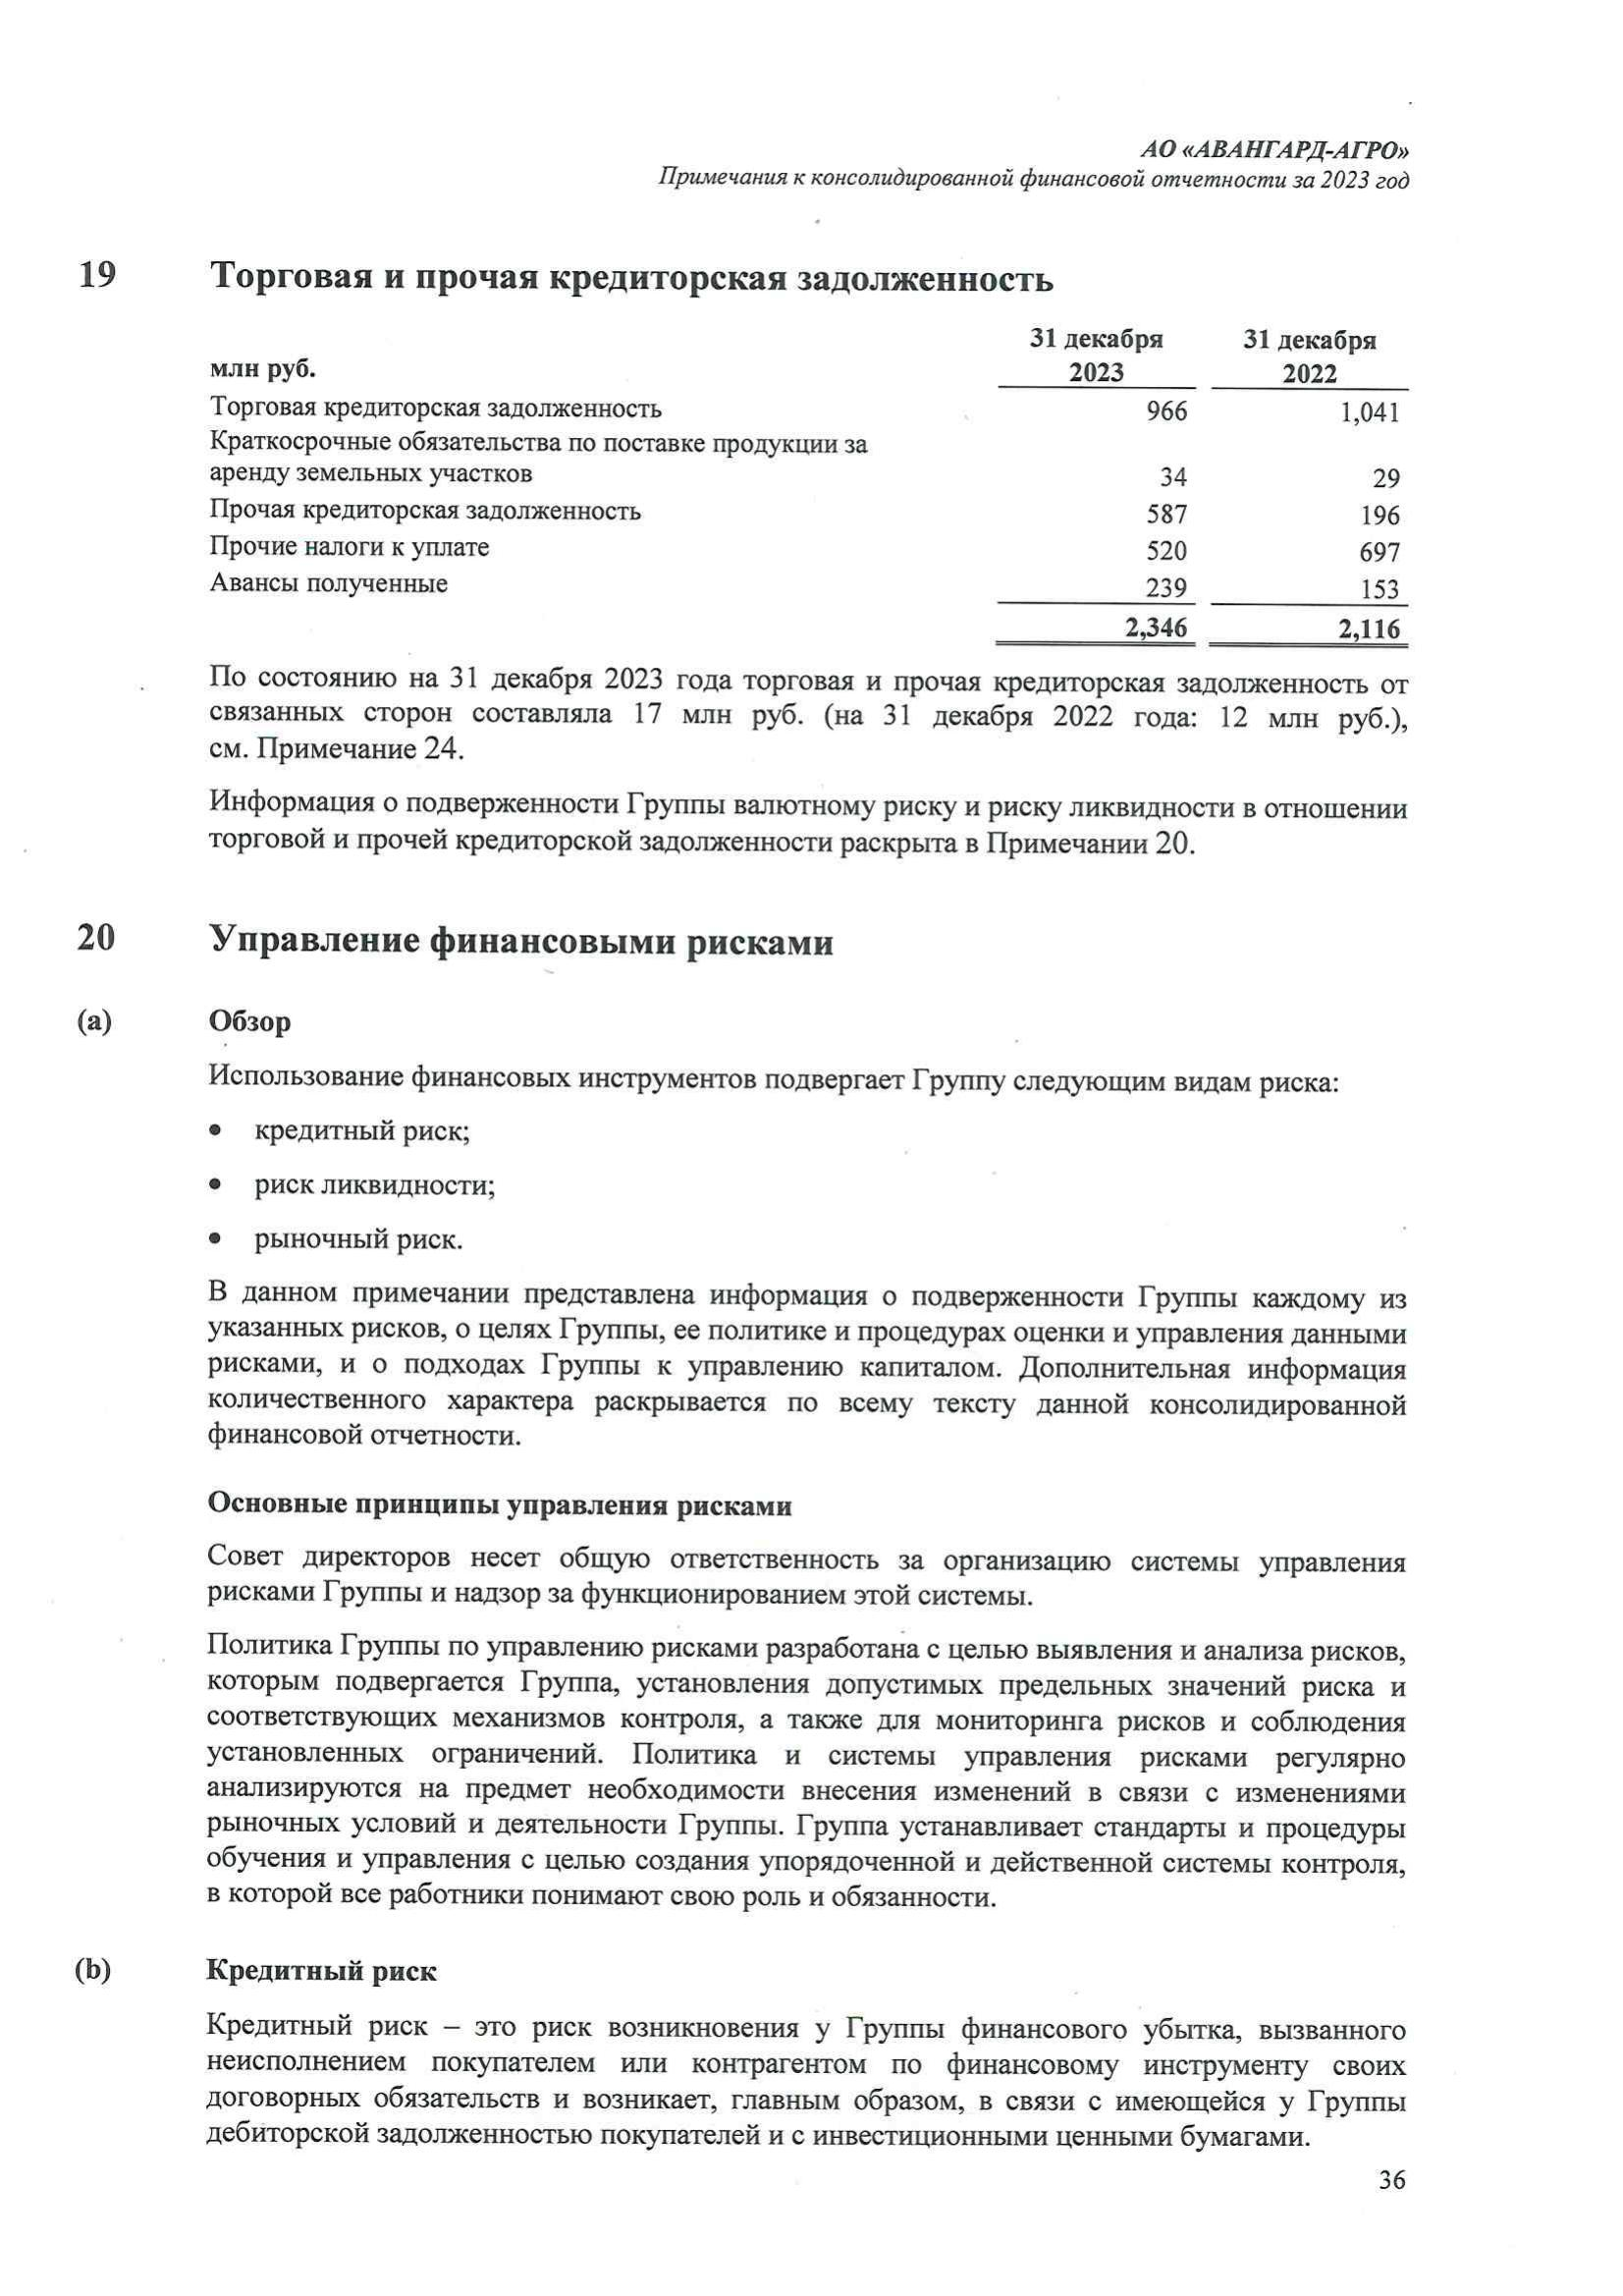 АО «АВАНГАРД-АГРО»
Примечания к консолидированной финансовой отчетности за 2023 год
19 Торговая и прочая кредиторская задолженность
31 декабря 31 декабря
млн руб. 2023 2022
Торговая кредиторская задолженность 966 1,041
Краткосрочные обязательства по поставке продукции за
аренду земельных участков 34 29
Прочая кредиторская задолженность 587 196
Прочие налоги к уплате 520 697
Авансы полученные 239 153
2,346 2,116
По состоянию на 31 декабря 2023 года торговая и прочая кредиторская задолженность от
связанных сторон составляла 17 млн руб. (на 31 декабря 2022 года: 12 млн руб.),
см. Примечание 24.
Информация о подверженности Группы валютному риску и риску ликвидности в отношении
торговой и прочей кредиторской задолженности раскрыта в Примечании 20.
20 Управление финансовыми рисками
(a) Обзор
Использование финансовых инструментов подвергает Группу следующим видам риска:
• кредитный риск;
• риск ликвидности;
• рыночный риск.
В данном примечании представлена информация о подверженности Группы каждому из
указанных рисков, о целях Группы, ее политике и процедурах оценки и управления данными
рисками, и о подходах Группы к управлению капиталом. Дополнительная информация
количественного характера раскрывается по всему тексту данной консолидированной
финансовой отчетности.
Основные принципы управления рисками
Совет директоров несет общую ответственность за организацию системы управления
рисками Группы и надзор за функционированием этой системы.
Политика Группы по управлению рисками разработана с целью выявления и анализа рисков,
которым подвергается Группа, установления допустимых предельных значений риска и
соответствующих механизмов контроля, а также для мониторинга рисков и соблюдения
установленных ограничений. Политика и системы управления рисками регулярно
анализируются на предмет необходимости внесения изменений в связи с изменениями
рыночных условий и деятельности Группы. Группа устанавливает стандарты и процедуры
обучения и управления с целью создания упорядоченной и действенной системы контроля,
в которой все работники понимают свою роль и обязанности.
(b) Кредитный риск
Кредитный риск – это риск возникновения у Группы финансового убытка, вызванного
неисполнением покупателем или контрагентом по финансовому инструменту своих
договорных обязательств и возникает, главным образом, в связи с имеющейся у Группы
дебиторской задолженностью покупателей и с инвестиционными ценными бумагами.
36